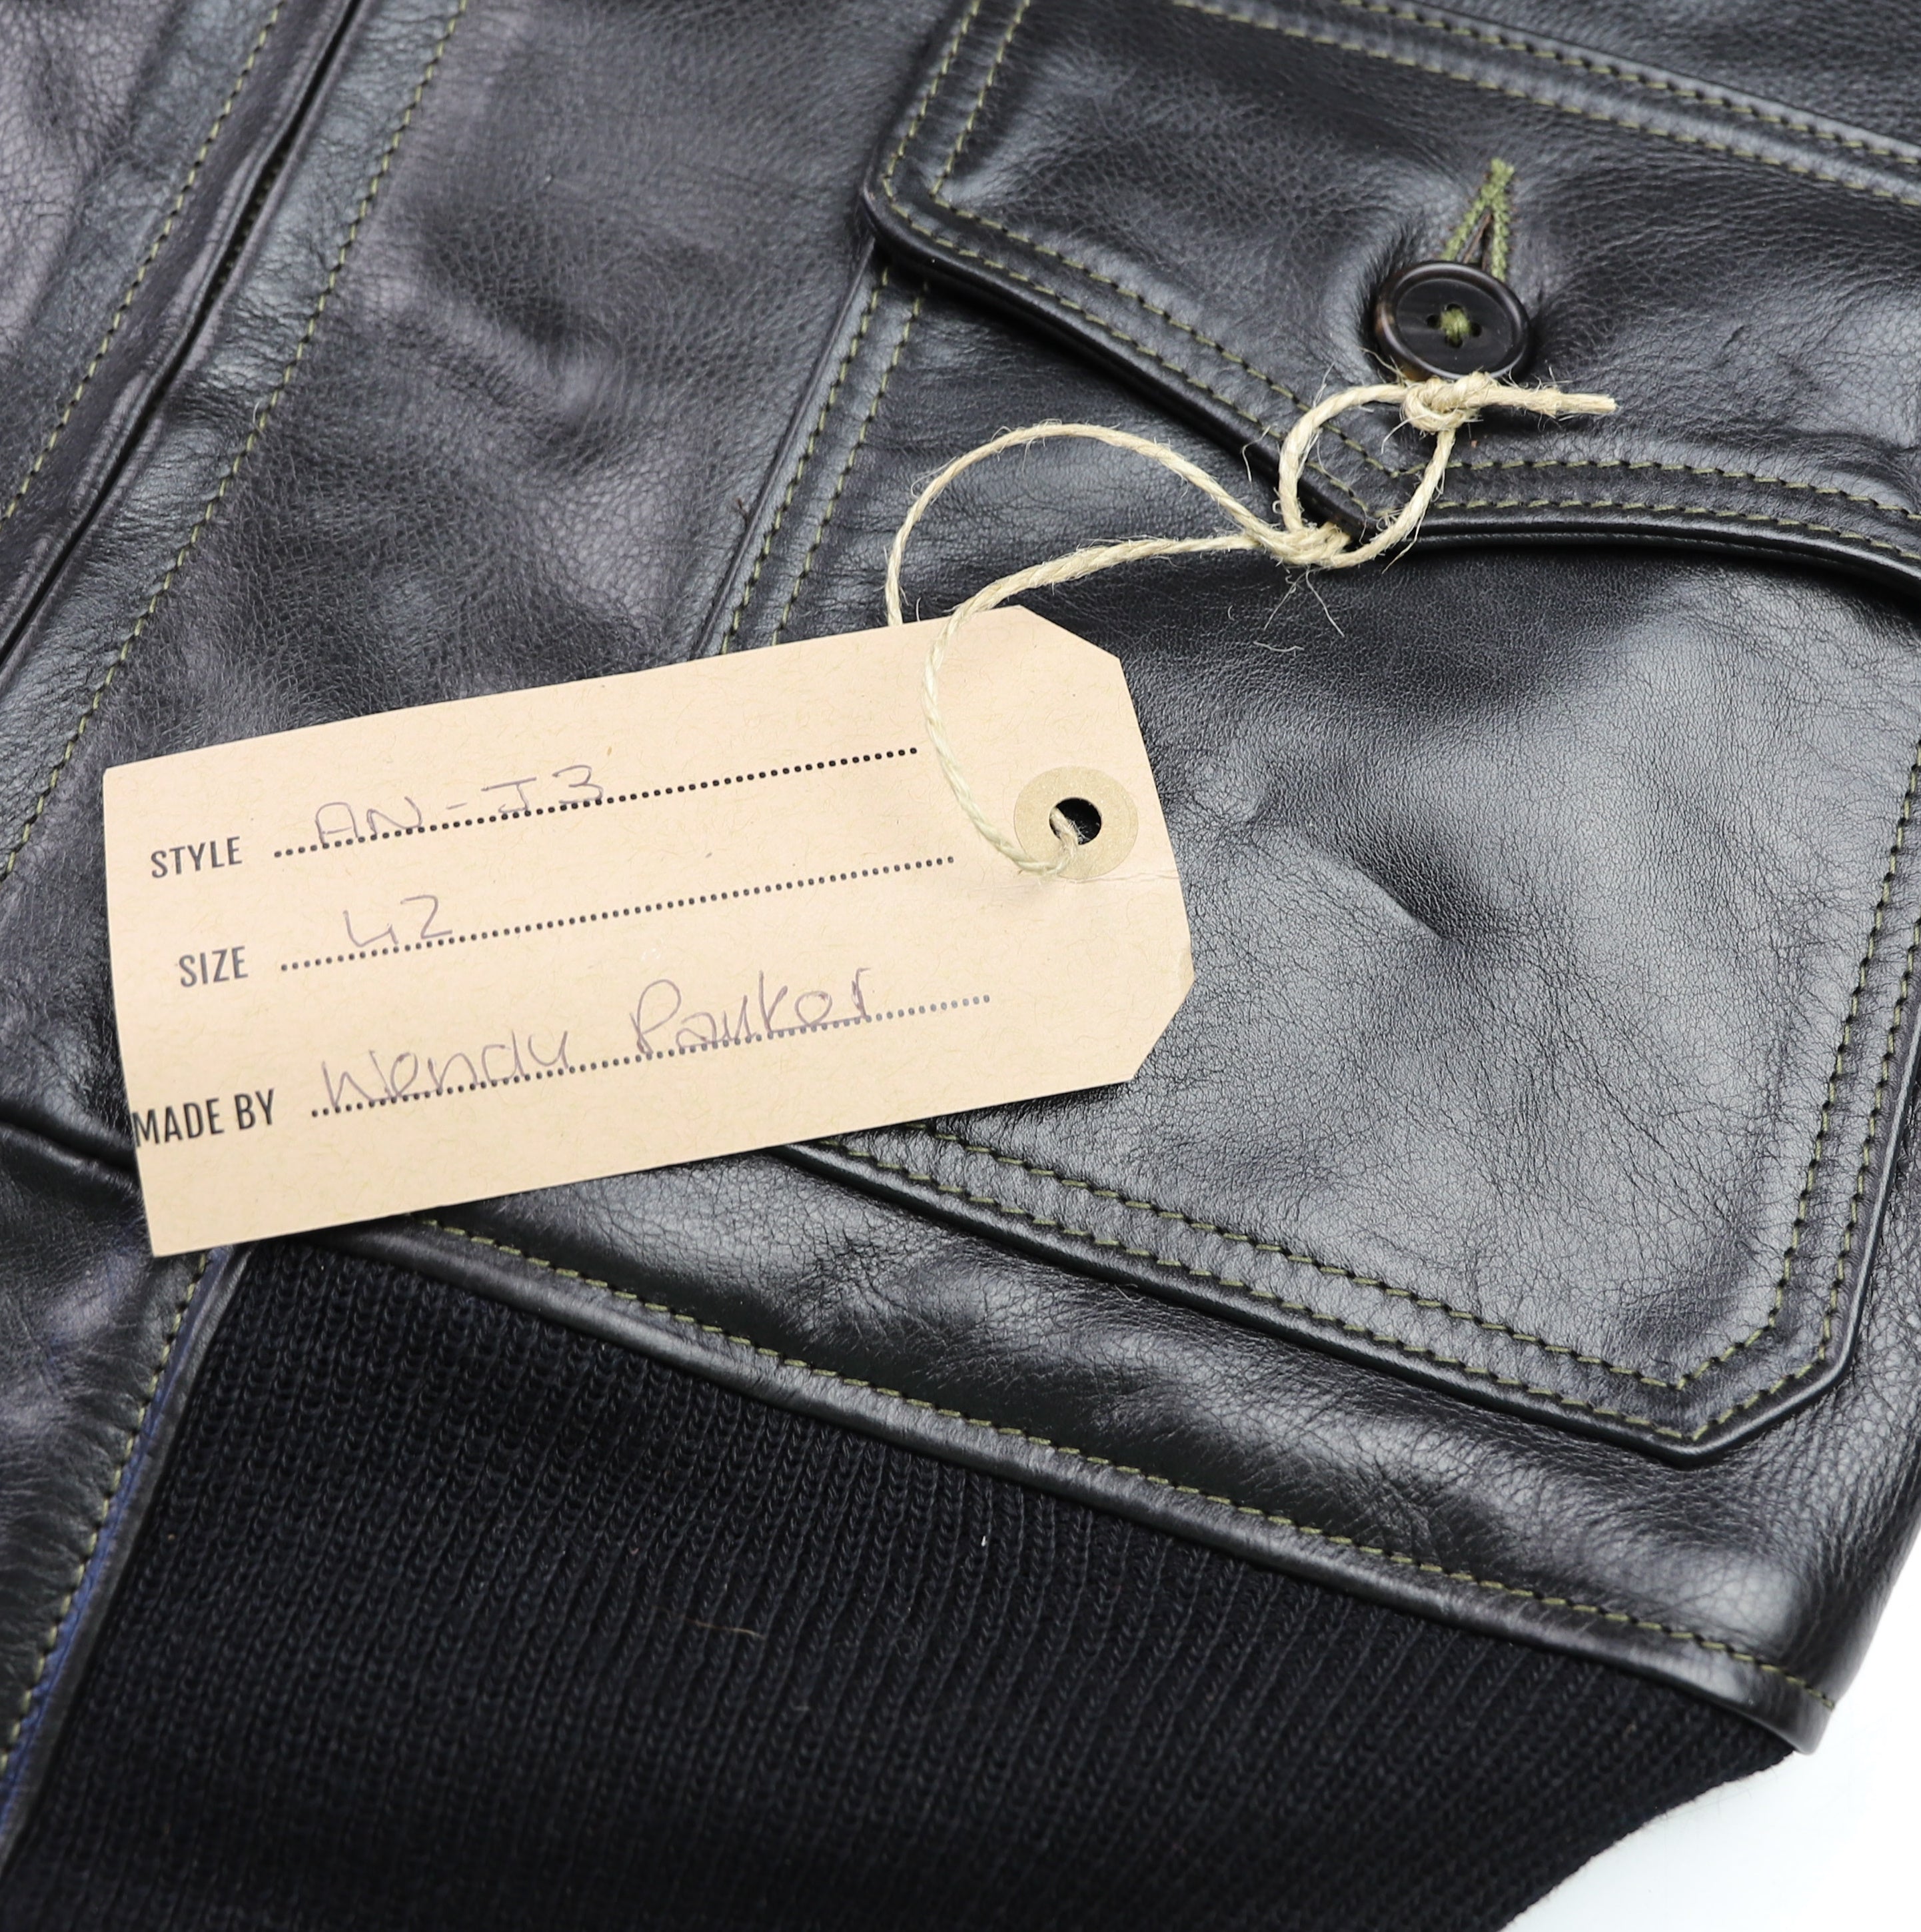 STYLE AN-J3
SIZE 42
MADE BY Wendy Parker